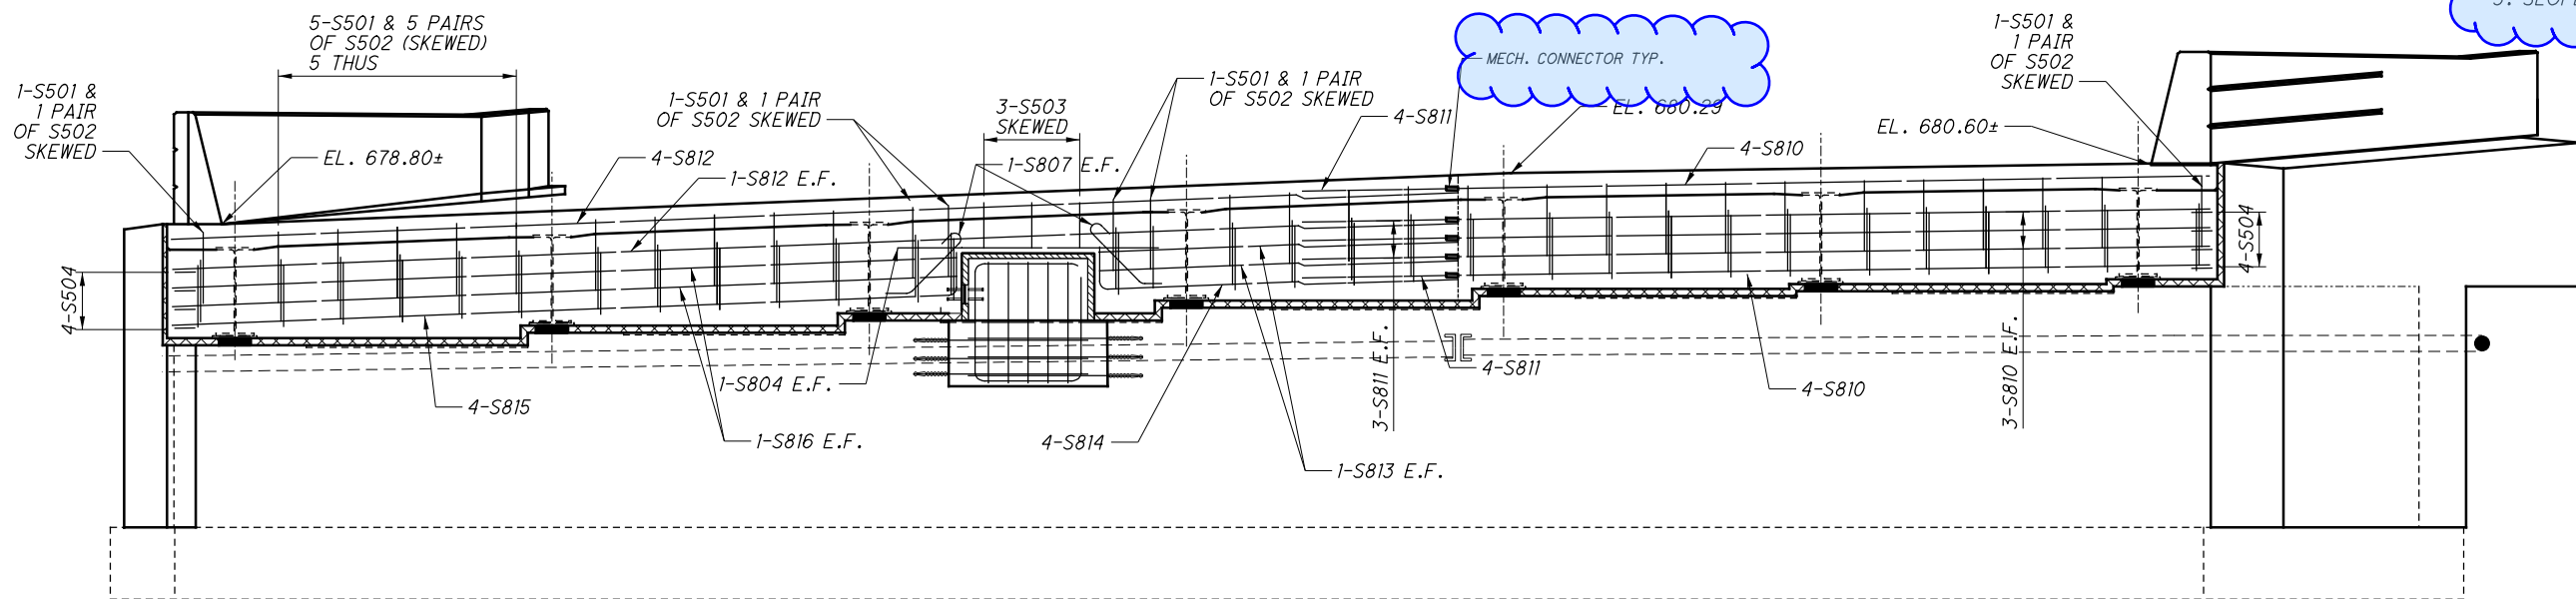 5-S501 & 5 PAIRS
OF S502 (SKEWED)
5 THUS
1-S501 &
1 PAIR
OF S502
SKEWED
EL. 678.80±
4-S812
1-S812 E.F.
1-S501 & 1 PAIR
OF S502 SKEWED
3-S503
SKEWED
1-S807 E.F.
1-S501 & 1 PAIR
OF S502 SKEWED
4-S811
MECH. CONNECTOR TYP.
EL. 680.29
4-S810
EL. 680.60±
1-S501 &
1 PAIR
OF S502
SKEWED
4-S504
4-S504
4-S815
1-S816 E.F.
1-S804 E.F.
4-S814
1-S813 E.F.
3-S811 E.F.
4-S811
4-S810
3-S810 E.F.